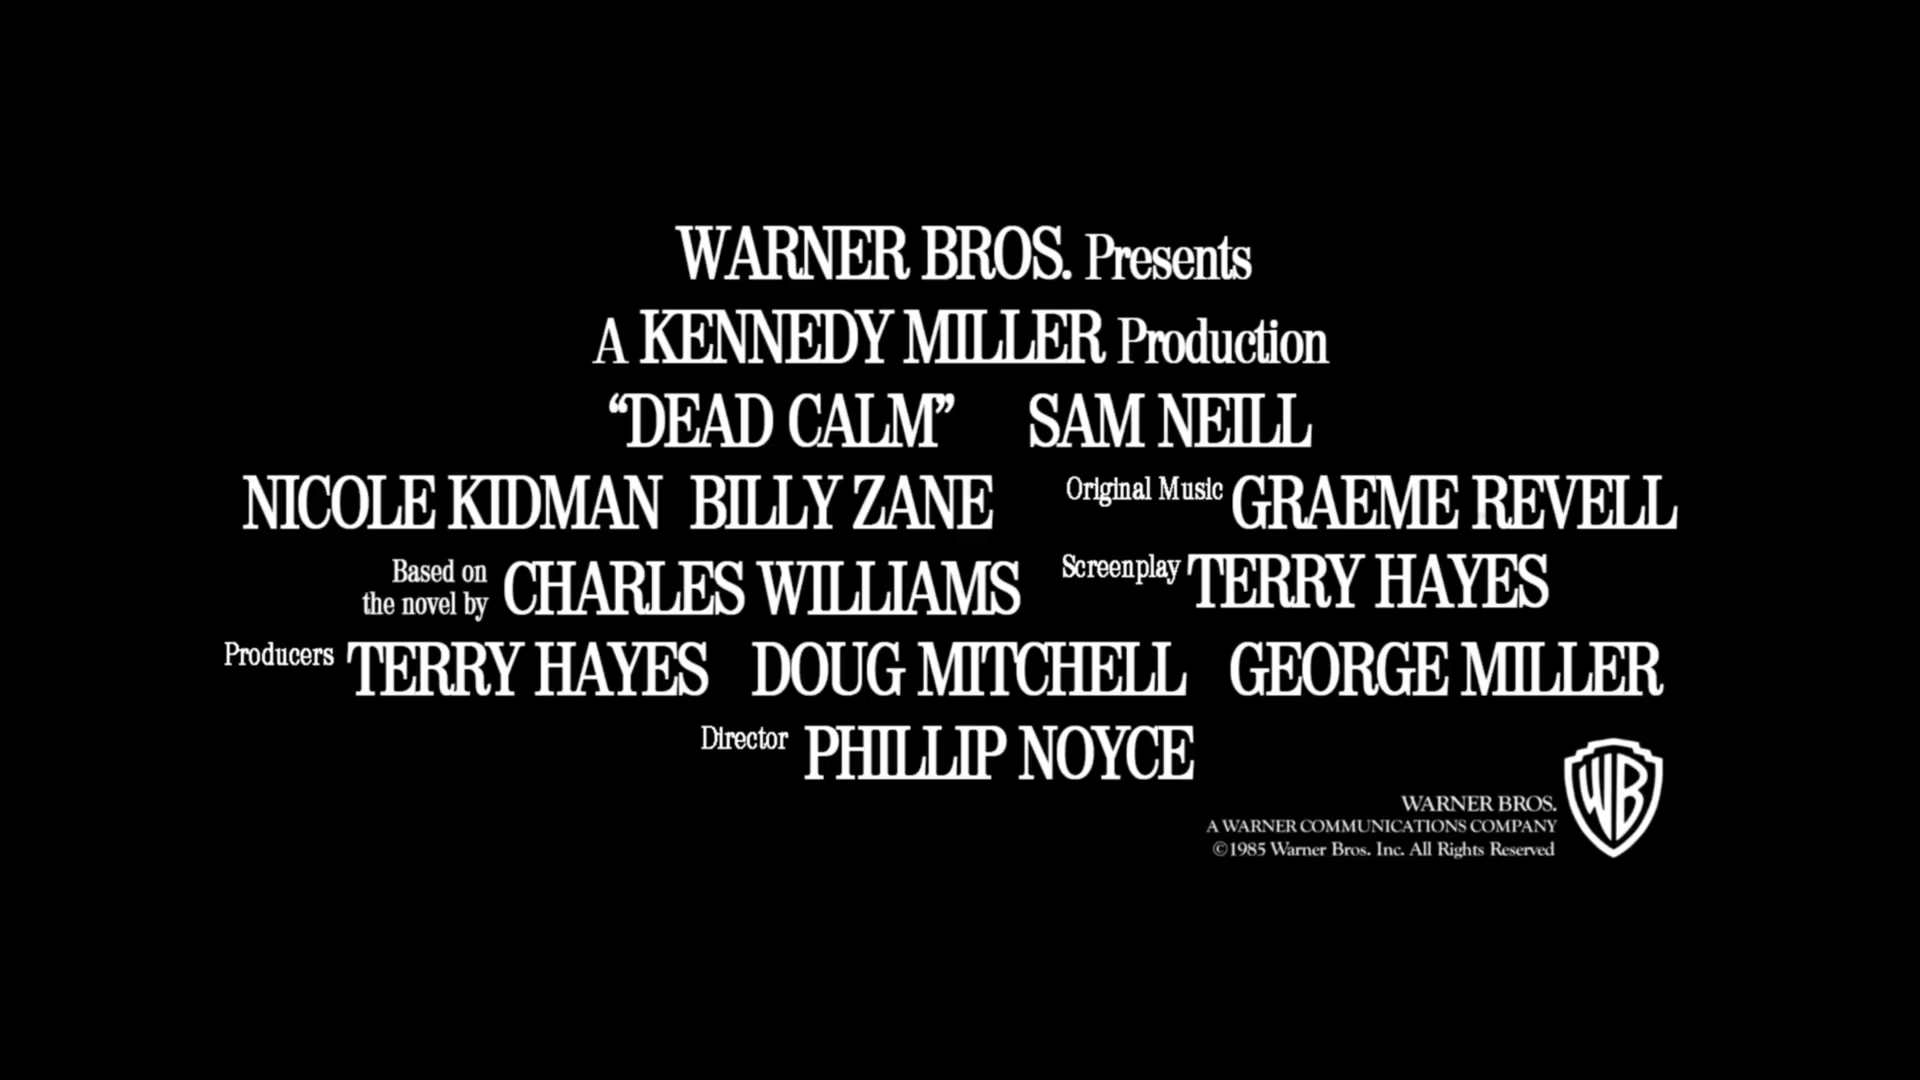 WARNER BROS. Presents
A KENNEDY MILLER Production
“DEAD CALM” SAM NEILL
NICOLE KIDMAN BILLY ZANE Original Music GRAEME REVELL
Based on the novel by CHARLES WILLIAMS Screenplay TERRY HAYES
Producers TERRY HAYES DOUG MITCHELL GEORGE MILLER
Director PHILLIP NOYCE
WARNER BROS.
A WARNER COMMUNICATIONS COMPANY
©1985 Warner Bros. Inc. All Rights Reserved
WB